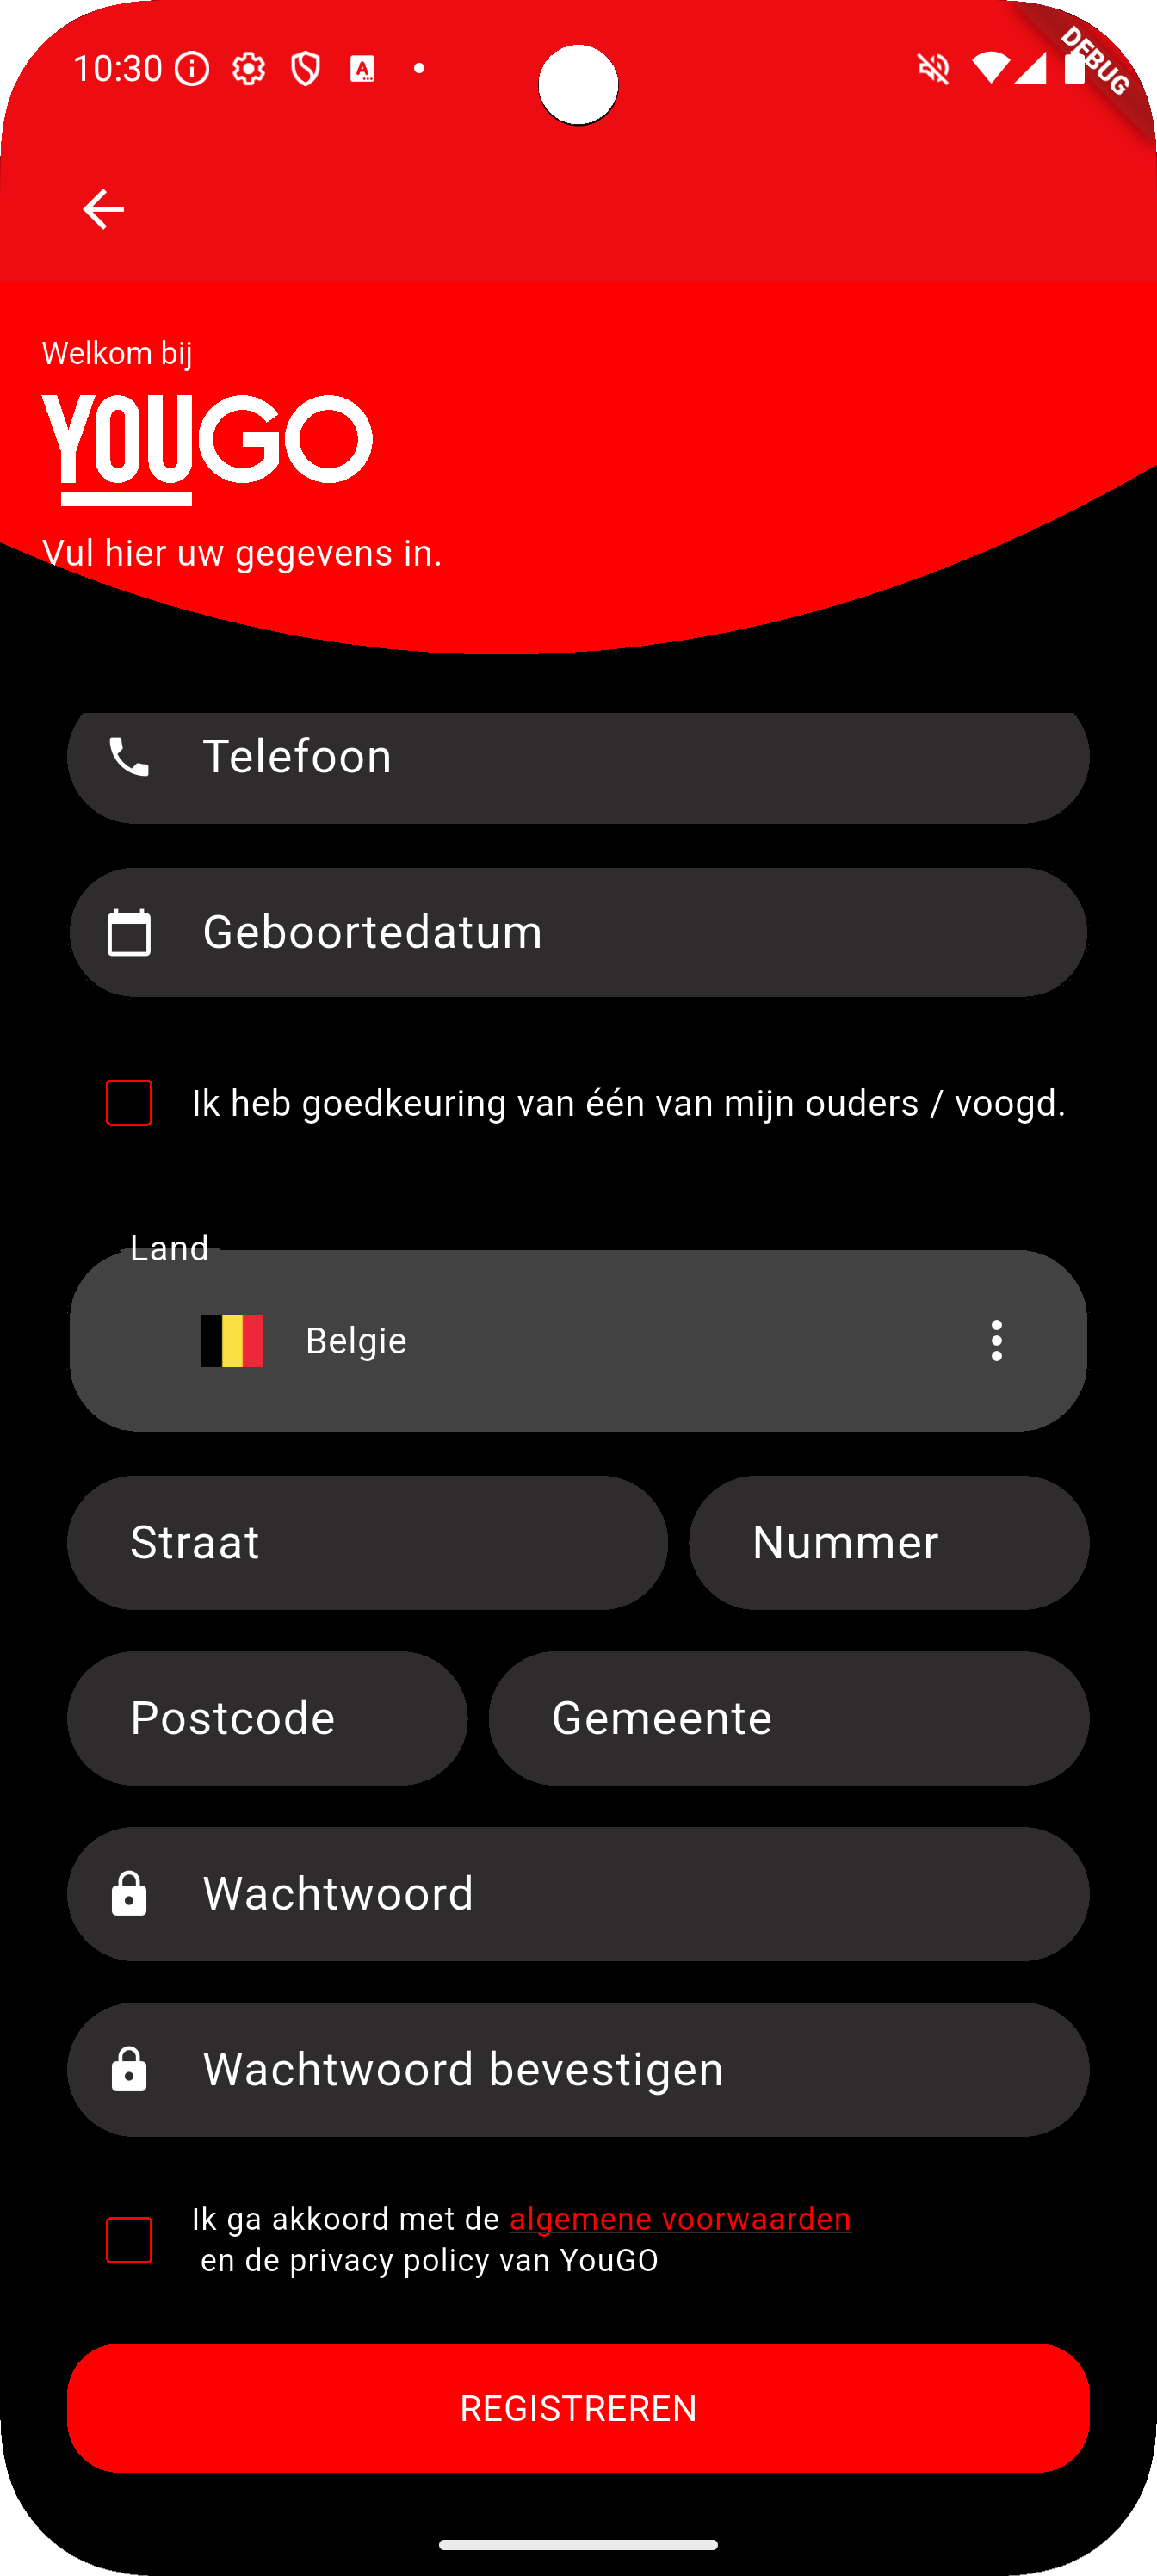 10:30
DEBUG
Welkom bij
YOUGO
Vul hier uw gegevens in.
Telefoon
Geboortedatum
Ik heb goedkeuring van één van mijn ouders / voogd.
Land
Belgie
Straat
Nummer
Postcode
Gemeente
Wachtwoord
Wachtwoord bevestigen
Ik ga akkoord met de algemene voorwaarden
en de privacy policy van YouGO
REGISTREREN